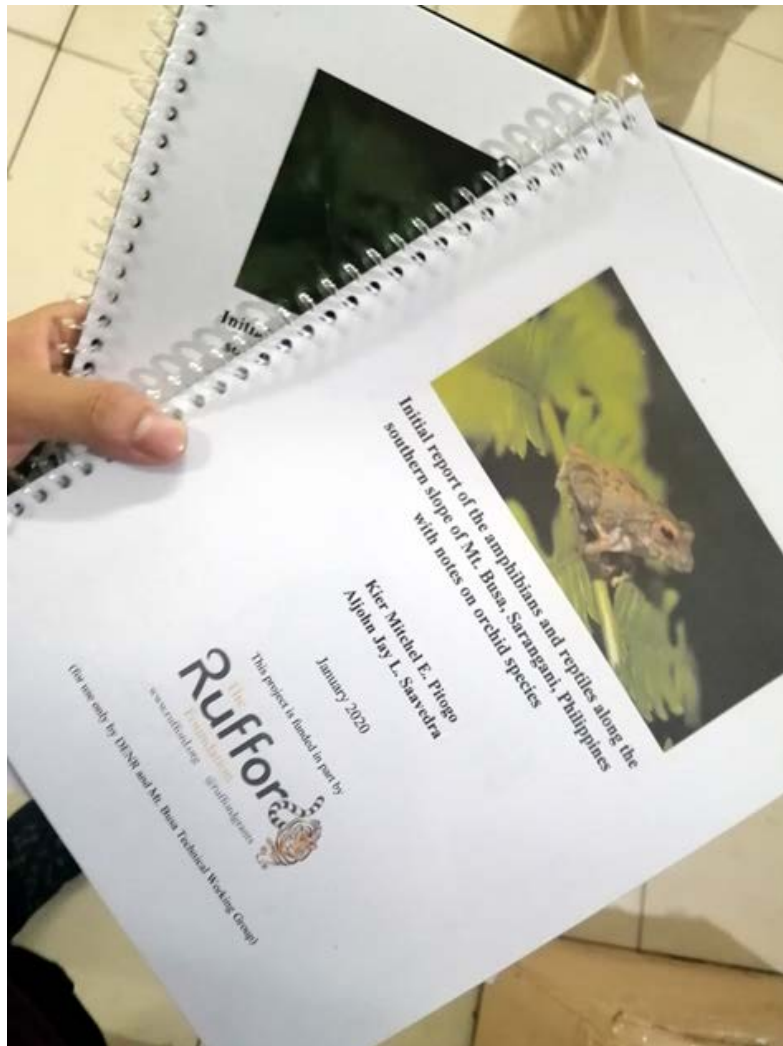 Initial report of the amphibians and reptiles along the
southern slope of Mt. Busa, Sarangani, Philippines
with notes on orchid species
Kier Mitchel E. Pitogo
Aljohn Jay L. Saavedra
January 2020
This project is funded in part by
The
Rufford
Foundation
www.rufford.org @ruffordgrants
(for use only by DENR and Mt. Busa Technical Working Group)